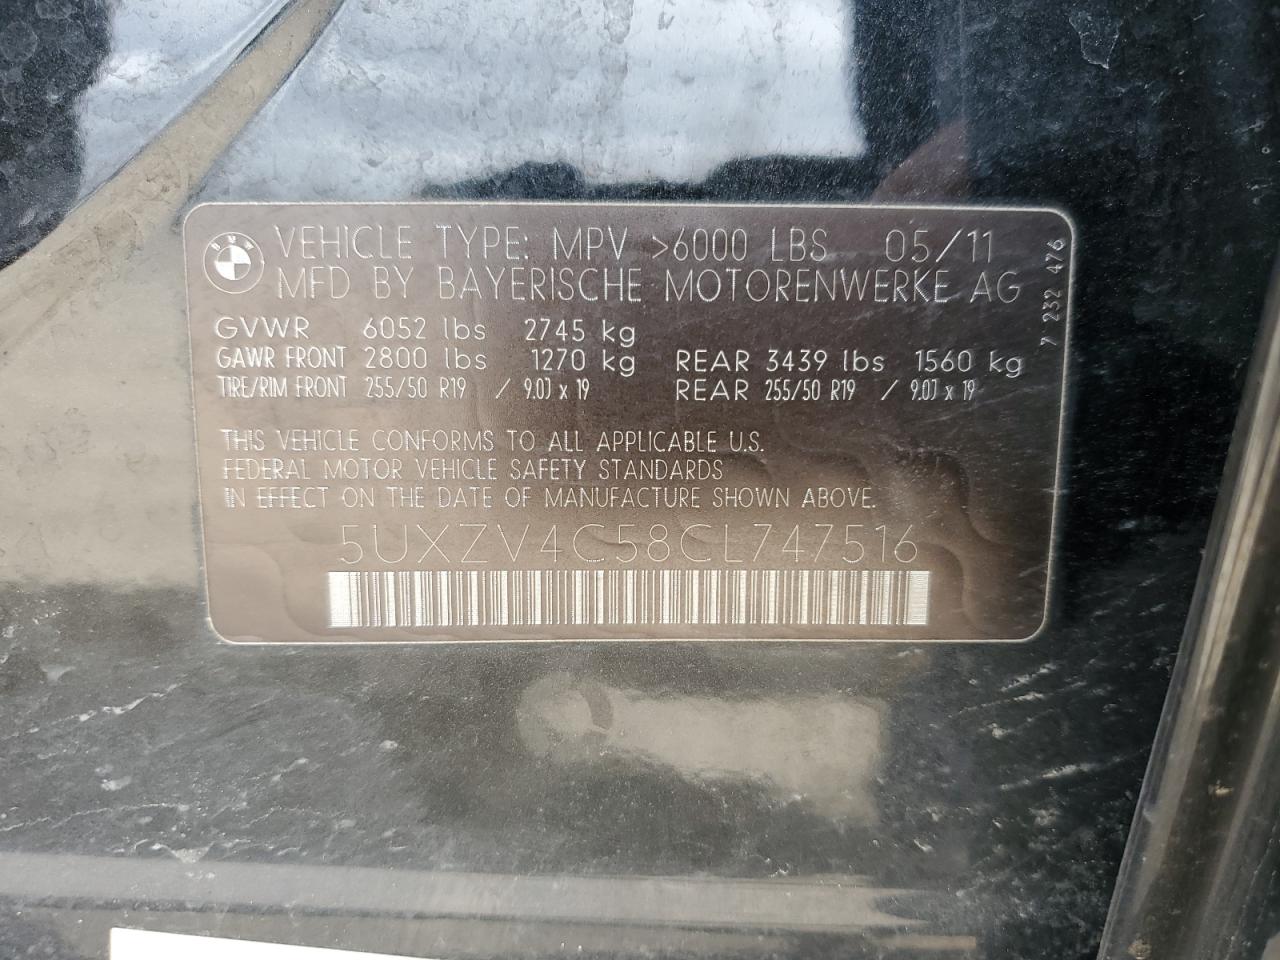 BMW
VEHICLE TYPE: MPV >6000 LBS 05/11
MFD BY BAYERISCHE MOTORENWERKE AG
GVWR 6052 lbs 2745 kg
GAWR FRONT 2800 lbs 1270 kg REAR 3439 lbs 1560 kg
TIRE/RIM FRONT 255/50 R19 / 9.0J x 19 REAR 255/50 R19 / 9.0J x 19
THIS VEHICLE CONFORMS TO ALL APPLICABLE U.S.
FEDERAL MOTOR VEHICLE SAFETY STANDARDS
IN EFFECT ON THE DATE OF MANUFACTURE SHOWN ABOVE.
5UXZV4C58CL747516
7 232 476